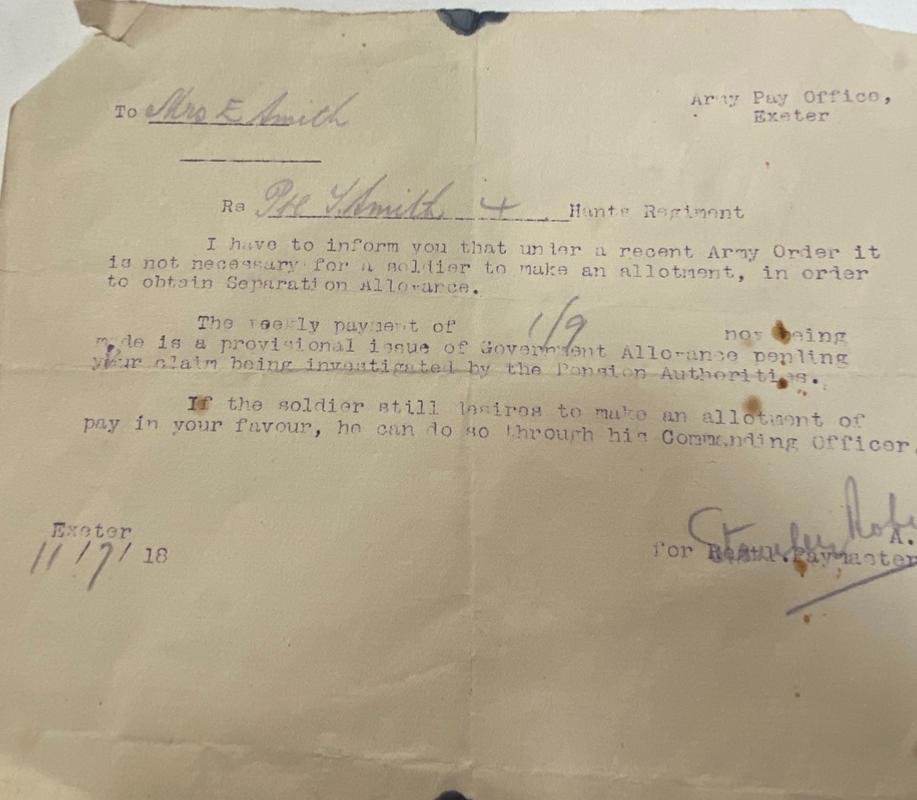 Army Pay Office,
Exeter
To Mrs E Smith
Re Pte Smith 4 Hants Regiment
I have to inform you that under a recent Army Order it
is not necessary for a soldier to make an allotment, in order
to obtain Separation Allowance.
The weekly payment of 1/9 now being
made is a provisional issue of Government Allowance pending
your claim being investigated by the Pension Authorities.
If the soldier still desires to make an allotment of
pay in your favour, he can do so through his Commanding Officer.
Exeter
11/7/18
A.
for Regtl. Paymaster